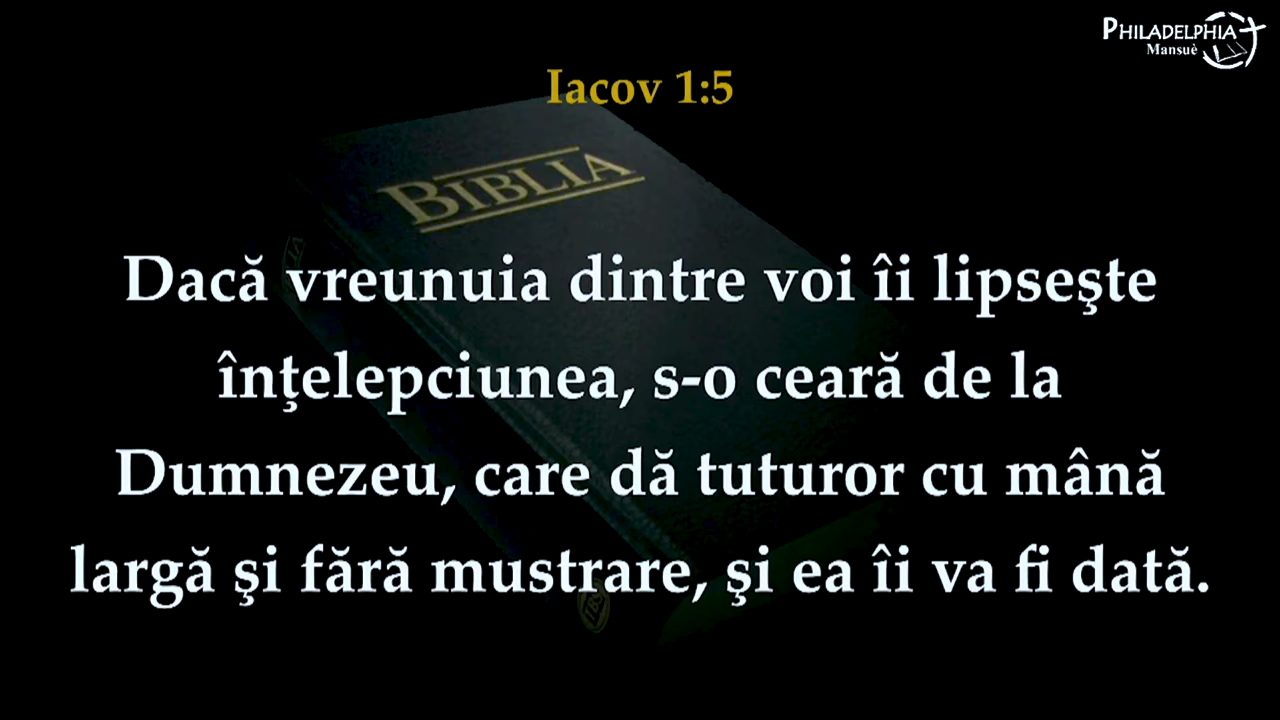 PHILADELPHIA
Mansuè
Iacov 1:5
BIBLIA
Dacă vreunuia dintre voi îi lipseşte
înţelepciunea, s-o ceară de la
Dumnezeu, care dă tuturor cu mână
largă şi fără mustrare, şi ea îi va fi dată.
TBS